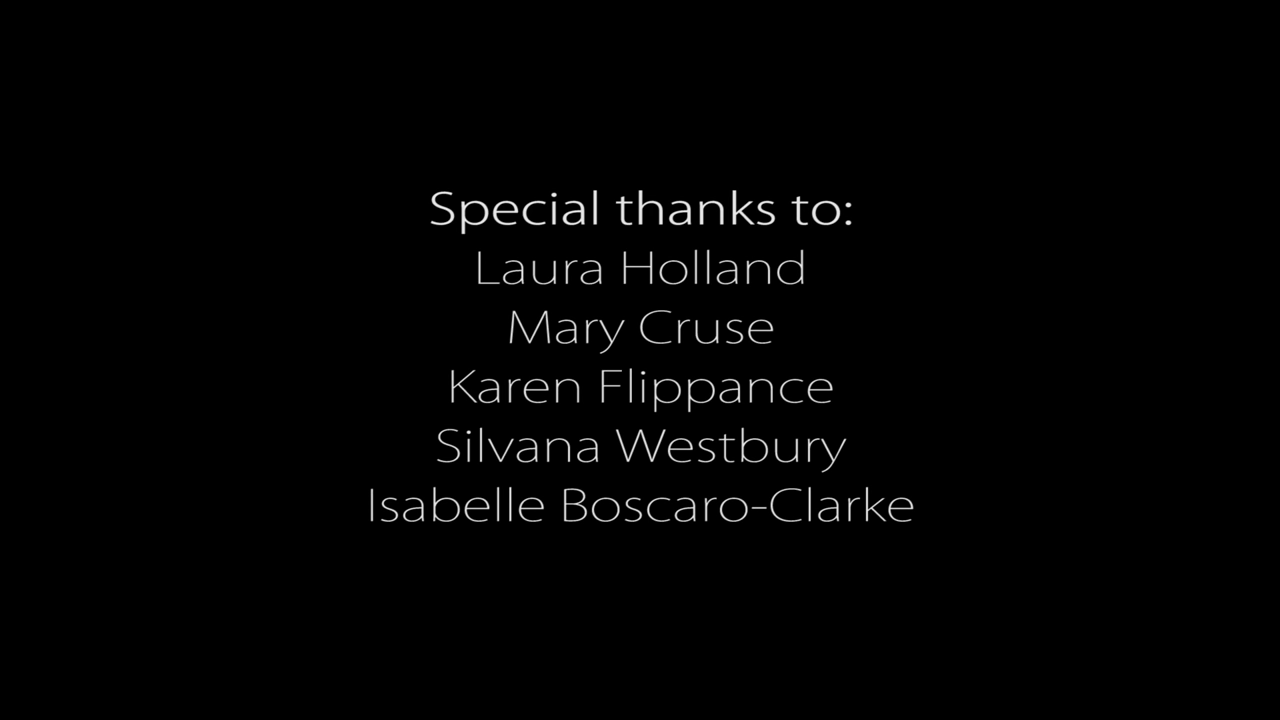 Special thanks to:
Laura Holland
Mary Cruse
Karen Flippance
Silvana Westbury
Isabelle Boscaro-Clarke